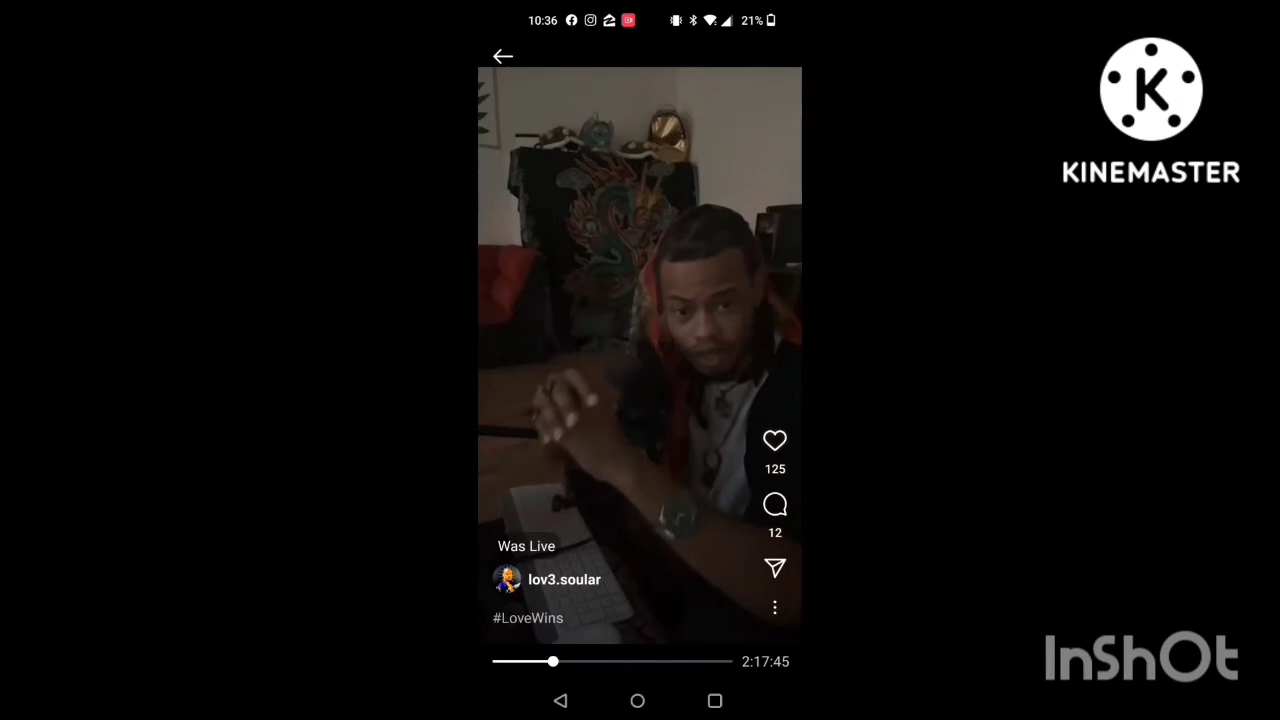 10:36
21%
K
KINEMASTER
125
12
Was Live
lov3.soular
#LoveWins
2:17:45
InShOt